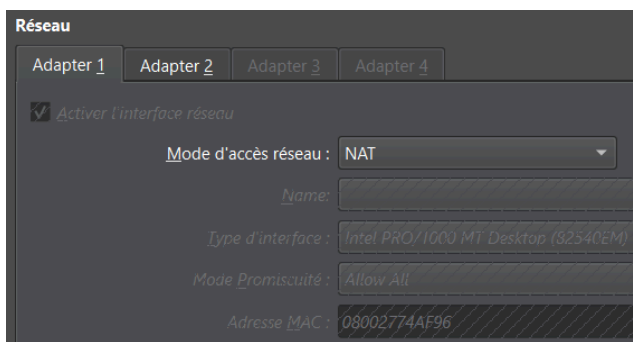 Réseau
Adapter 1 Adapter 2 Adapter 3 Adapter 4
Activer l'interface réseau
Mode d'accès réseau : NAT
Name:
Type d'interface : Intel PRO/1000 MT Desktop (82540EM)
Mode Promiscuité : Allow All
Adresse MAC : 08002774AF96